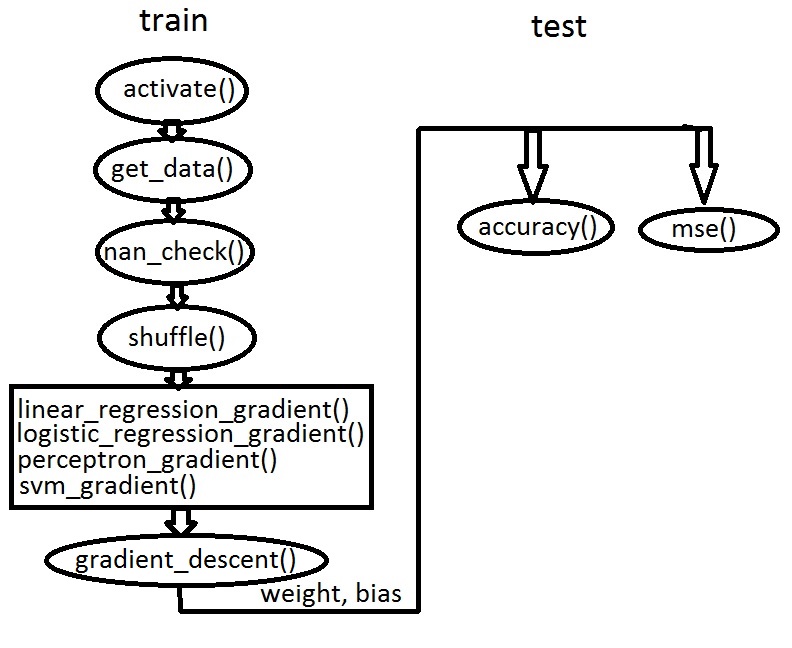 train
activate()
get_data()
nan_check()
shuffle()
linear_regression_gradient()
logistic_regression_gradient()
perceptron_gradient()
svm_gradient()
gradient_descent()
weight, bias
test
accuracy()
mse()